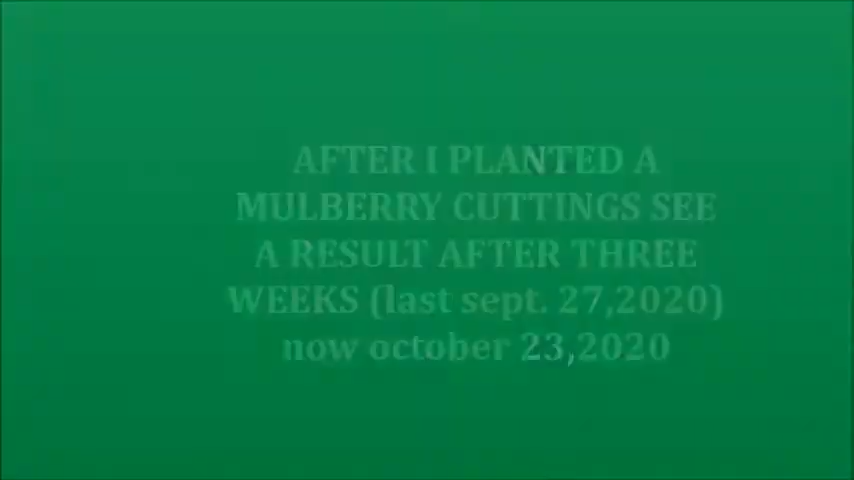 AFTER I PLANTED A
MULBERRY CUTTINGS SEE
A RESULT AFTER THREE
WEEKS (last sept. 27,2020)
now october 23,2020